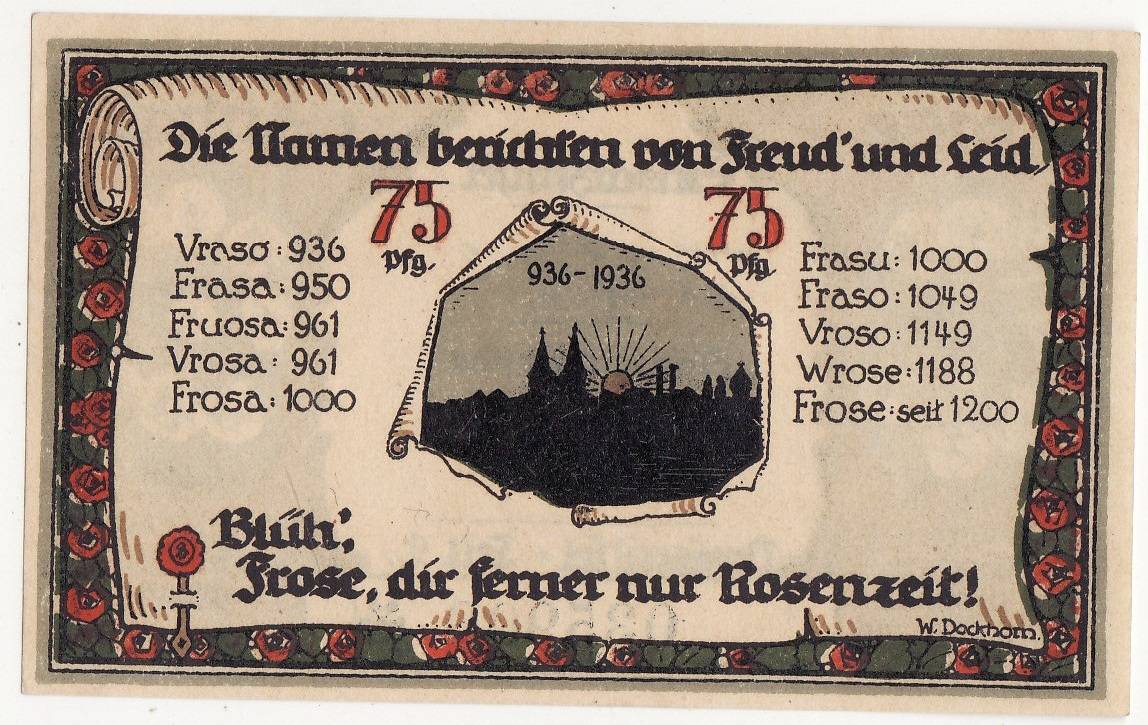 Die Namen berichten von Freud' und Leid,
75 Pfg.
75 Pfg.
Vraso: 936
Frasa: 950
Fruosa: 961
Vrosa: 961
Frosa: 1000
936-1936
Frasu: 1000
Fraso: 1049
Vroso: 1149
Wrose: 1188
Frose: seit 1200
Blüh',
Frose, dir ferner nur Rosenzeit!
W. Dockhorn.